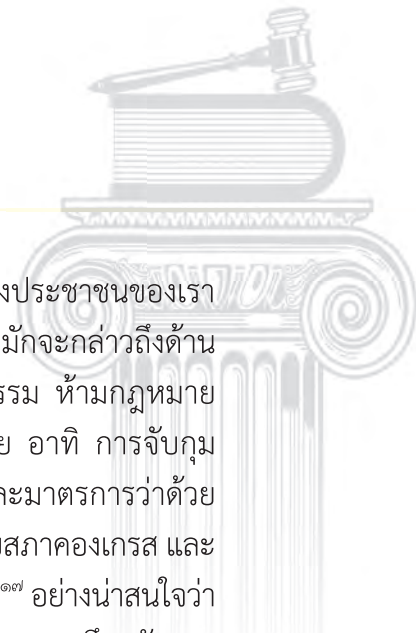 งประชาชนของเรา
มักจะกล่าวถึงด้าน
รรม ห้ามกฎหมาย
ย อาทิ การจับกุม
ละมาตรการว่าด้วย
สภาคองเกรส และ
๑๗ อย่างน่าสนใจว่า